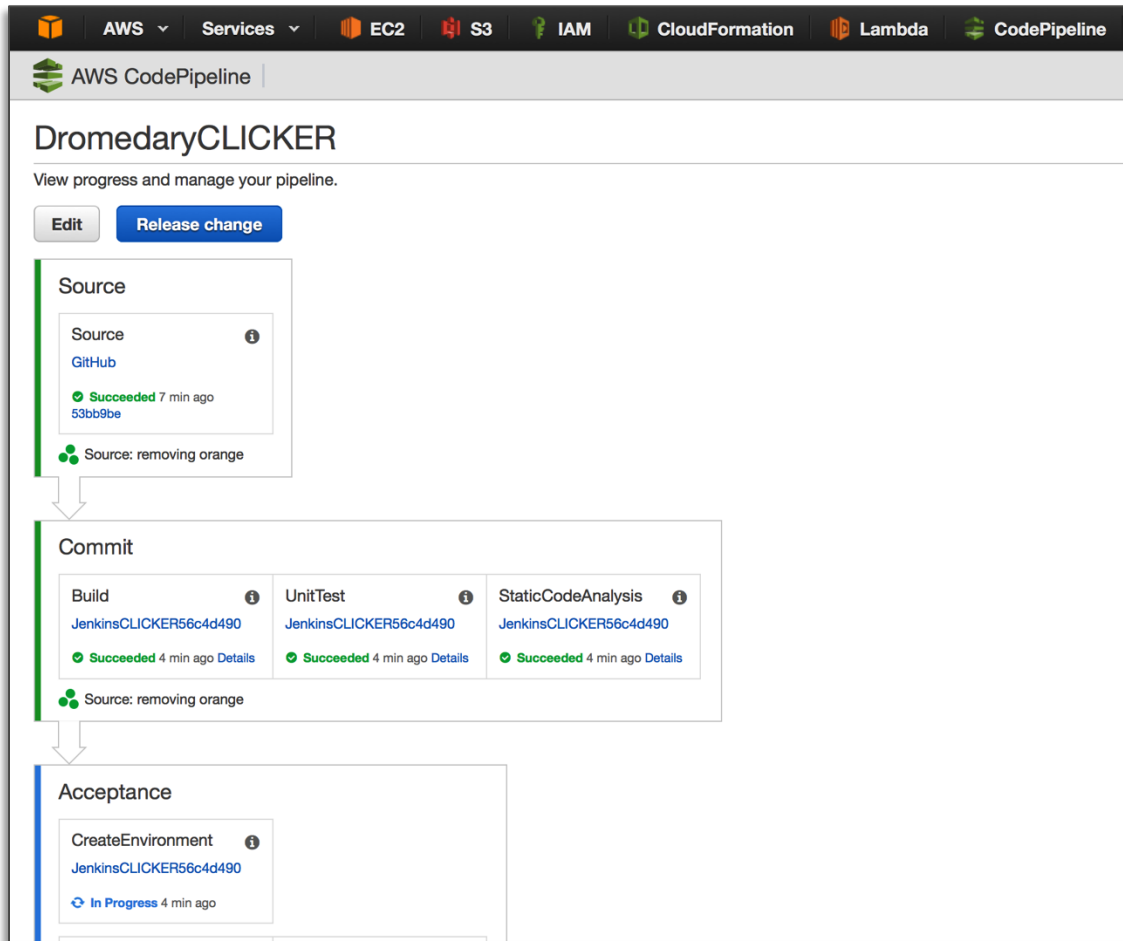 AWS Services EC2 S3 IAM CloudFormation Lambda CodePipeline
AWS CodePipeline
DromedaryCLICKER
View progress and manage your pipeline.
Edit Release change
Source
Source
GitHub
Succeeded 7 min ago
53bb9be
Source: removing orange
Commit
Build UnitTest StaticCodeAnalysis
JenkinsCLICKER56c4d490 JenkinsCLICKER56c4d490 JenkinsCLICKER56c4d490
Succeeded 4 min ago Details Succeeded 4 min ago Details Succeeded 4 min ago Details
Source: removing orange
Acceptance
CreateEnvironment
JenkinsCLICKER56c4d490
In Progress 4 min ago